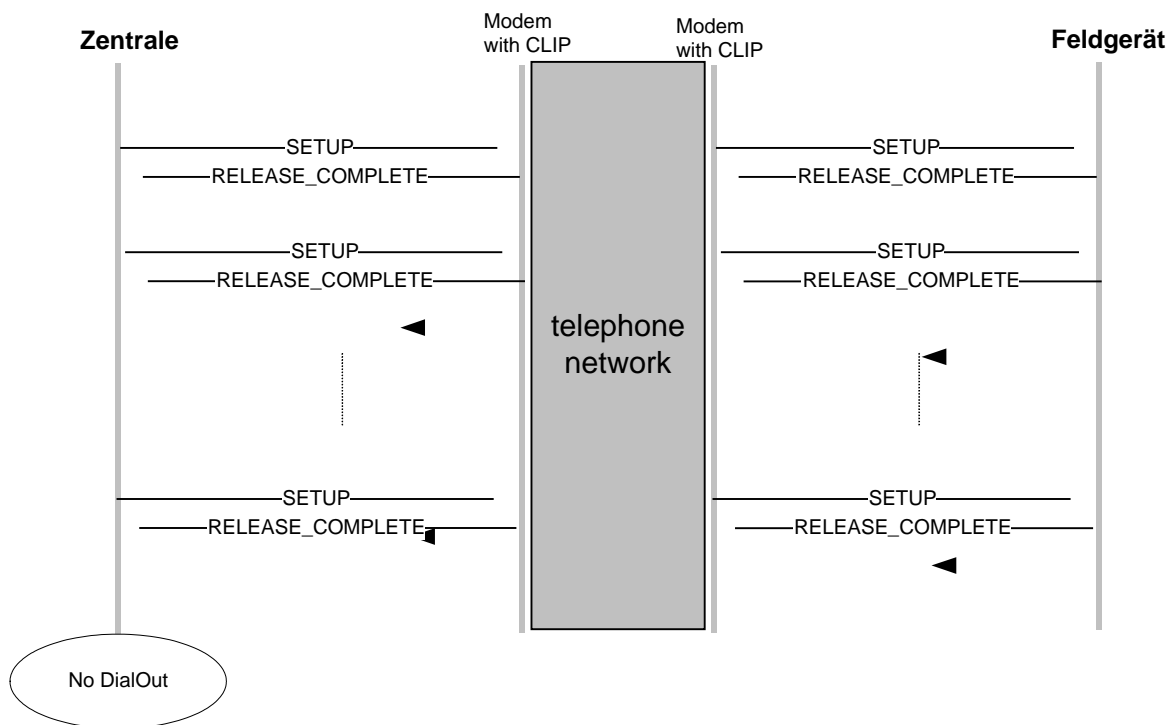 Zentrale
Modem
with CLIP
Modem
with CLIP
Feldgerät
SETUP
SETUP
RELEASE_COMPLETE
RELEASE_COMPLETE
SETUP
SETUP
RELEASE_COMPLETE
RELEASE_COMPLETE
telephone
network
SETUP
SETUP
RELEASE_COMPLETE
RELEASE_COMPLETE
No DialOut